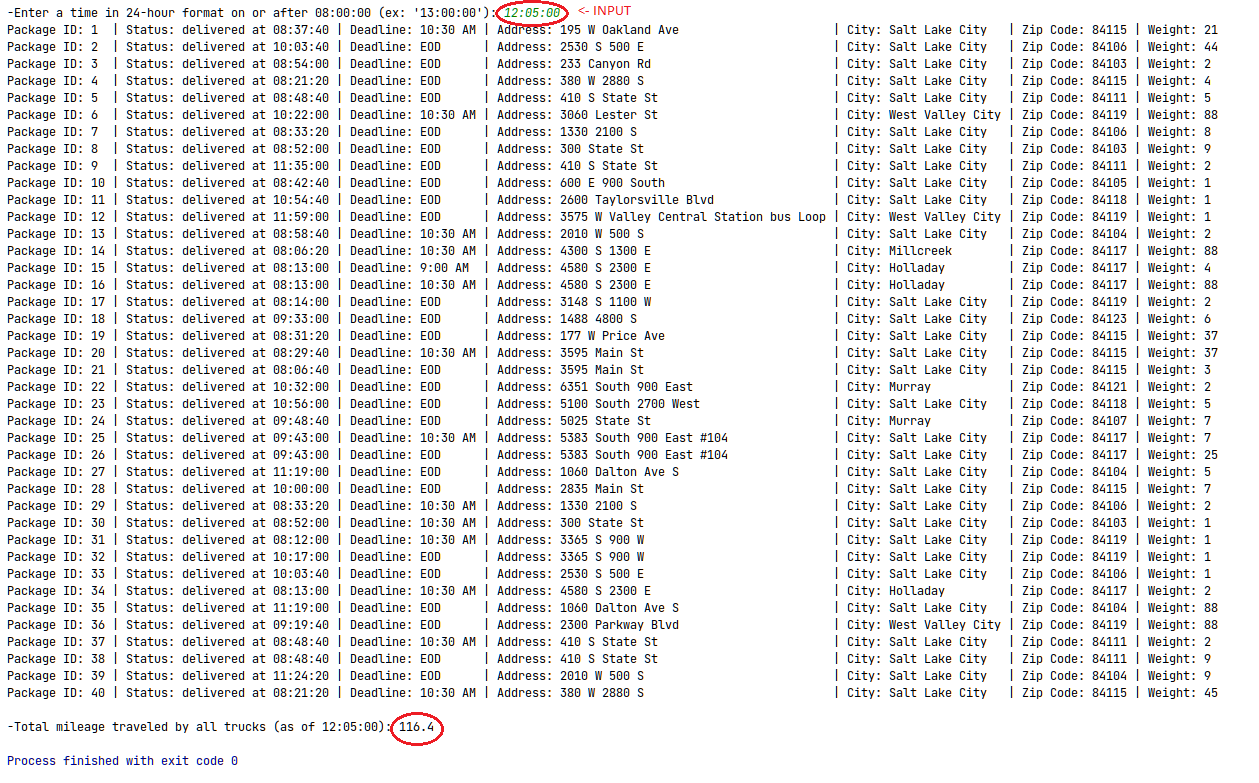 -Enter a time in 24-hour format on or after 08:00:00 (ex: '13:00:00'): 12:05:00 <- INPUT
Package ID: 1 | Status: delivered at 08:37:40 | Deadline: 10:30 AM | Address: 195 W Oakland Ave | City: Salt Lake City | Zip Code: 84115 | Weight: 21
Package ID: 2 | Status: delivered at 10:03:40 | Deadline: EOD | Address: 2530 S 500 E | City: Salt Lake City | Zip Code: 84106 | Weight: 44
Package ID: 3 | Status: delivered at 08:54:00 | Deadline: EOD | Address: 233 Canyon Rd | City: Salt Lake City | Zip Code: 84103 | Weight: 2
Package ID: 4 | Status: delivered at 08:21:20 | Deadline: EOD | Address: 380 W 2880 S | City: Salt Lake City | Zip Code: 84115 | Weight: 4
Package ID: 5 | Status: delivered at 08:48:40 | Deadline: EOD | Address: 410 S State St | City: Salt Lake City | Zip Code: 84111 | Weight: 5
Package ID: 6 | Status: delivered at 10:22:00 | Deadline: 10:30 AM | Address: 3060 Lester St | City: West Valley City | Zip Code: 84119 | Weight: 88
Package ID: 7 | Status: delivered at 08:33:20 | Deadline: EOD | Address: 1330 2100 S | City: Salt Lake City | Zip Code: 84106 | Weight: 8
Package ID: 8 | Status: delivered at 08:52:00 | Deadline: EOD | Address: 300 State St | City: Salt Lake City | Zip Code: 84103 | Weight: 9
Package ID: 9 | Status: delivered at 11:35:00 | Deadline: EOD | Address: 410 S State St | City: Salt Lake City | Zip Code: 84111 | Weight: 2
Package ID: 10 | Status: delivered at 08:42:40 | Deadline: EOD | Address: 600 E 900 South | City: Salt Lake City | Zip Code: 84105 | Weight: 1
Package ID: 11 | Status: delivered at 10:54:40 | Deadline: EOD | Address: 2600 Taylorsville Blvd | City: Salt Lake City | Zip Code: 84118 | Weight: 1
Package ID: 12 | Status: delivered at 11:59:00 | Deadline: EOD | Address: 3575 W Valley Central Station bus Loop | City: West Valley City | Zip Code: 84119 | Weight: 1
Package ID: 13 | Status: delivered at 08:58:40 | Deadline: 10:30 AM | Address: 2010 W 500 S | City: Salt Lake City | Zip Code: 84104 | Weight: 2
Package ID: 14 | Status: delivered at 08:06:20 | Deadline: 10:30 AM | Address: 4300 S 1300 E | City: Millcreek | Zip Code: 84117 | Weight: 88
Package ID: 15 | Status: delivered at 08:13:00 | Deadline: 9:00 AM | Address: 4580 S 2300 E | City: Holladay | Zip Code: 84117 | Weight: 4
Package ID: 16 | Status: delivered at 08:13:00 | Deadline: 10:30 AM | Address: 4580 S 2300 E | City: Holladay | Zip Code: 84117 | Weight: 88
Package ID: 17 | Status: delivered at 08:14:00 | Deadline: EOD | Address: 3148 S 1100 W | City: Salt Lake City | Zip Code: 84119 | Weight: 2
Package ID: 18 | Status: delivered at 09:33:00 | Deadline: EOD | Address: 1488 4800 S | City: Salt Lake City | Zip Code: 84123 | Weight: 6
Package ID: 19 | Status: delivered at 08:31:20 | Deadline: EOD | Address: 177 W Price Ave | City: Salt Lake City | Zip Code: 84115 | Weight: 37
Package ID: 20 | Status: delivered at 08:29:40 | Deadline: 10:30 AM | Address: 3595 Main St | City: Salt Lake City | Zip Code: 84115 | Weight: 37
Package ID: 21 | Status: delivered at 08:06:40 | Deadline: EOD | Address: 3595 Main St | City: Salt Lake City | Zip Code: 84115 | Weight: 3
Package ID: 22 | Status: delivered at 10:32:00 | Deadline: EOD | Address: 6351 South 900 East | City: Murray | Zip Code: 84121 | Weight: 2
Package ID: 23 | Status: delivered at 10:56:00 | Deadline: EOD | Address: 5100 South 2700 West | City: Salt Lake City | Zip Code: 84118 | Weight: 5
Package ID: 24 | Status: delivered at 09:48:40 | Deadline: EOD | Address: 5025 State St | City: Murray | Zip Code: 84107 | Weight: 7
Package ID: 25 | Status: delivered at 09:43:00 | Deadline: 10:30 AM | Address: 5383 South 900 East #104 | City: Salt Lake City | Zip Code: 84117 | Weight: 7
Package ID: 26 | Status: delivered at 09:43:00 | Deadline: EOD | Address: 5383 South 900 East #104 | City: Salt Lake City | Zip Code: 84117 | Weight: 25
Package ID: 27 | Status: delivered at 11:19:00 | Deadline: EOD | Address: 1060 Dalton Ave S | City: Salt Lake City | Zip Code: 84104 | Weight: 5
Package ID: 28 | Status: delivered at 10:00:00 | Deadline: EOD | Address: 2835 Main St | City: Salt Lake City | Zip Code: 84115 | Weight: 7
Package ID: 29 | Status: delivered at 08:33:20 | Deadline: 10:30 AM | Address: 1330 2100 S | City: Salt Lake City | Zip Code: 84106 | Weight: 2
Package ID: 30 | Status: delivered at 08:52:00 | Deadline: 10:30 AM | Address: 300 State St | City: Salt Lake City | Zip Code: 84103 | Weight: 1
Package ID: 31 | Status: delivered at 08:12:00 | Deadline: 10:30 AM | Address: 3365 S 900 W | City: Salt Lake City | Zip Code: 84119 | Weight: 1
Package ID: 32 | Status: delivered at 10:17:00 | Deadline: EOD | Address: 3365 S 900 W | City: Salt Lake City | Zip Code: 84119 | Weight: 1
Package ID: 33 | Status: delivered at 10:03:40 | Deadline: EOD | Address: 2530 S 500 E | City: Salt Lake City | Zip Code: 84106 | Weight: 1
Package ID: 34 | Status: delivered at 08:13:00 | Deadline: 10:30 AM | Address: 4580 S 2300 E | City: Holladay | Zip Code: 84117 | Weight: 2
Package ID: 35 | Status: delivered at 11:19:00 | Deadline: EOD | Address: 1060 Dalton Ave S | City: Salt Lake City | Zip Code: 84104 | Weight: 88
Package ID: 36 | Status: delivered at 09:19:40 | Deadline: EOD | Address: 2300 Parkway Blvd | City: West Valley City | Zip Code: 84119 | Weight: 88
Package ID: 37 | Status: delivered at 08:48:40 | Deadline: 10:30 AM | Address: 410 S State St | City: Salt Lake City | Zip Code: 84111 | Weight: 2
Package ID: 38 | Status: delivered at 08:48:40 | Deadline: EOD | Address: 410 S State St | City: Salt Lake City | Zip Code: 84111 | Weight: 9
Package ID: 39 | Status: delivered at 11:24:20 | Deadline: EOD | Address: 2010 W 500 S | City: Salt Lake City | Zip Code: 84104 | Weight: 9
Package ID: 40 | Status: delivered at 08:21:20 | Deadline: 10:30 AM | Address: 380 W 2880 S | City: Salt Lake City | Zip Code: 84115 | Weight: 45
-Total mileage traveled by all trucks (as of 12:05:00): 116.4
Process finished with exit code 0